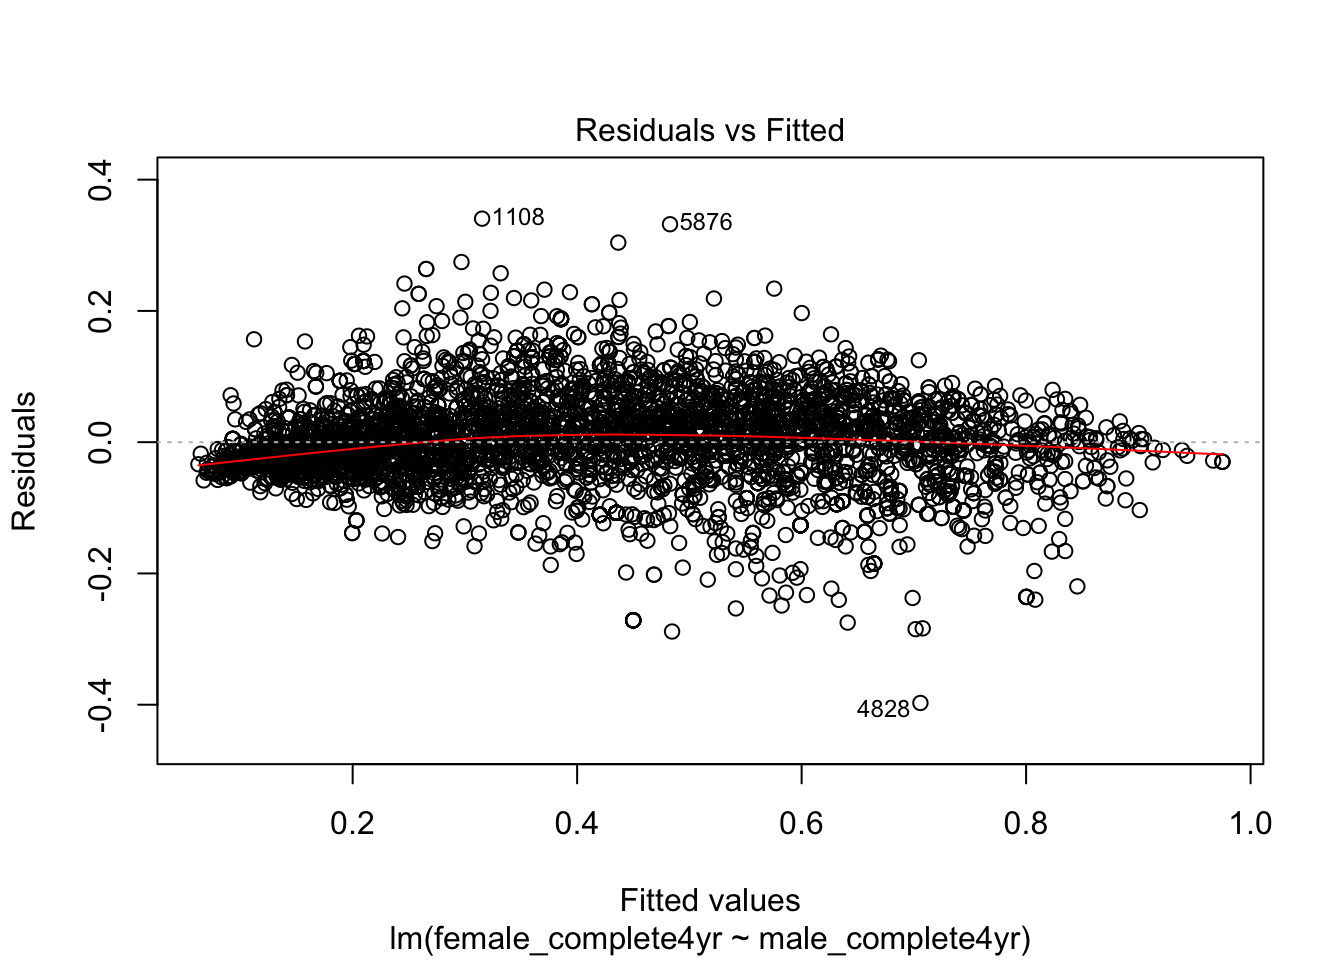 Residuals vs Fitted
0.4
0.2
0.0
-0.2
-0.4
Residuals
1108
5876
4828
0.2 0.4 0.6 0.8 1.0
Fitted values
lm(female_complete4yr ~ male_complete4yr)